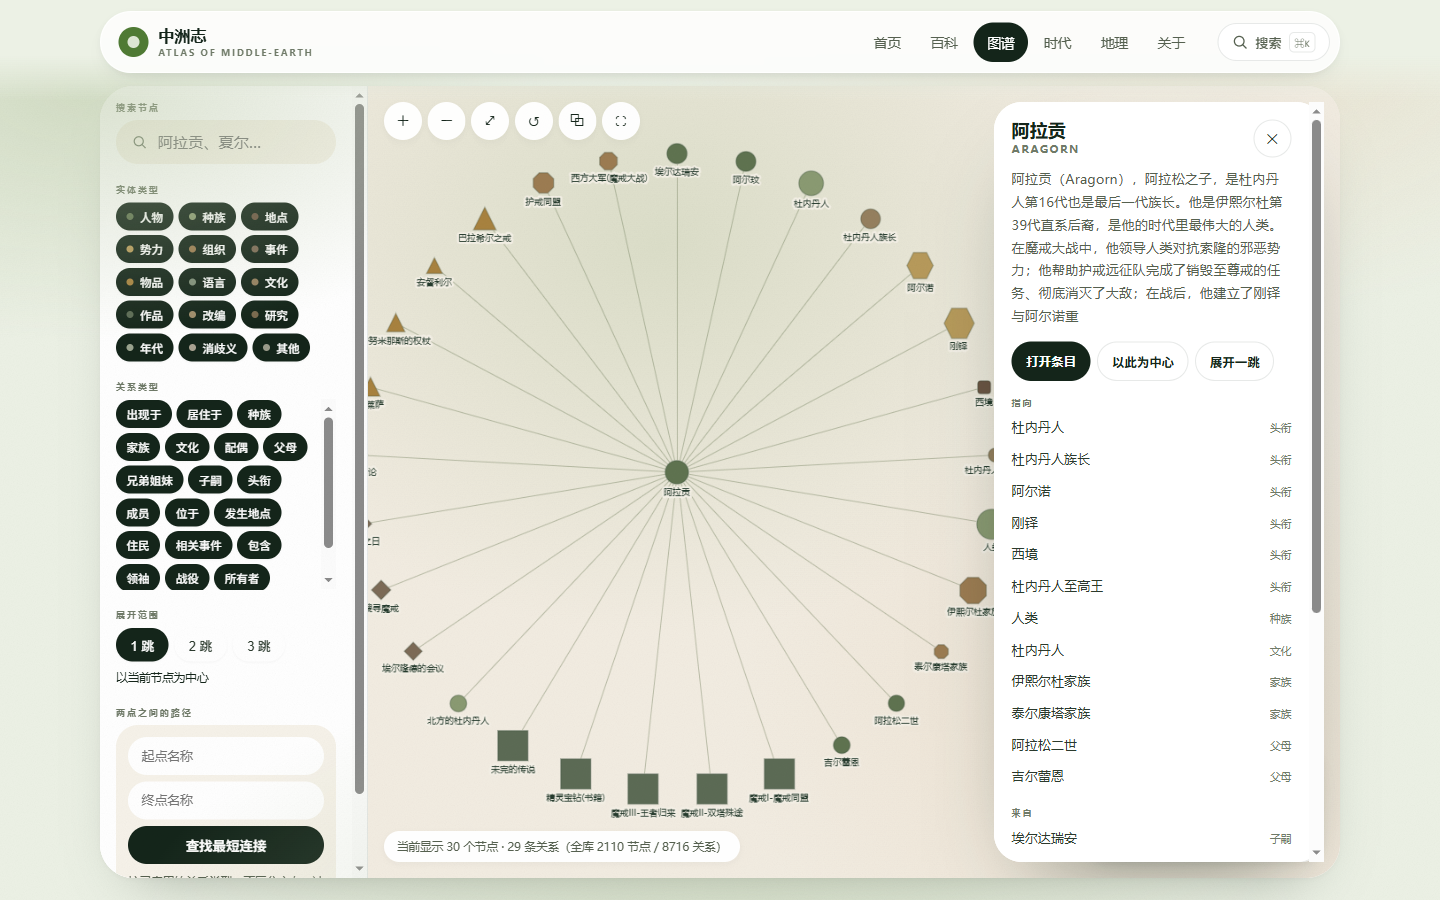 中洲志
ATLAS OF MIDDLE-EARTH
首页 百科 图谱 时代 地理 关于 搜索 ⌘K
搜索节点
阿拉贡、夏尔...
实体类型
人物 种族 地点
势力 组织 事件
物品 语言 文化
作品 改编 研究
年代 消歧义 其他
关系类型
出现于 居住于 种族
家族 文化 配偶 父母
兄弟姐妹 子嗣 头衔
成员 位于 发生地点
住民 相关事件 包含
领袖 战役 所有者
展开范围
1 跳 2 跳 3 跳
以当前节点为中心
两点之间的路径
起点名称
终点名称
查找最短连接
埃尔达瑞安
西方大军(魔戒大战)
阿尔玟
护戒同盟
杜内丹人
巴拉希尔之戒
杜内丹人族长
安督利尔
阿尔诺
努米那斯的权杖
刚铎
西境
论
杜内丹人
阿拉贡
之日
人类
搜寻魔戒
伊熙尔杜家族
埃尔隆德的会议
泰尔康塔家族
北方的杜内丹人
阿拉松二世
未完的传说
吉尔蕾恩
精灵宝钻(书籍)
魔戒I-魔戒同盟
魔戒III-王者归来
魔戒II-双塔殊途
当前显示 30 个节点 · 29 条关系（全库 2110 节点 / 8716 关系）
阿拉贡
ARAGORN
阿拉贡（Aragorn），阿拉松之子，是杜内丹
人第16代也是最后一代族长。他是伊熙尔杜第
39代直系后裔，是他的时代里最伟大的人类。
在魔戒大战中，他领导人类对抗索隆的邪恶势
力；他帮助护戒远征队完成了销毁至尊戒的任
务、彻底消灭了大敌；在战后，他建立了刚铎
与阿尔诺重
打开条目 以此为中心 展开一跳
指向
杜内丹人 头衔
杜内丹人族长 头衔
阿尔诺 头衔
刚铎 头衔
西境 头衔
杜内丹人至高王 头衔
人类 种族
杜内丹人 文化
伊熙尔杜家族 家族
泰尔康塔家族 家族
阿拉松二世 父母
吉尔蕾恩 父母
来自
埃尔达瑞安 子嗣